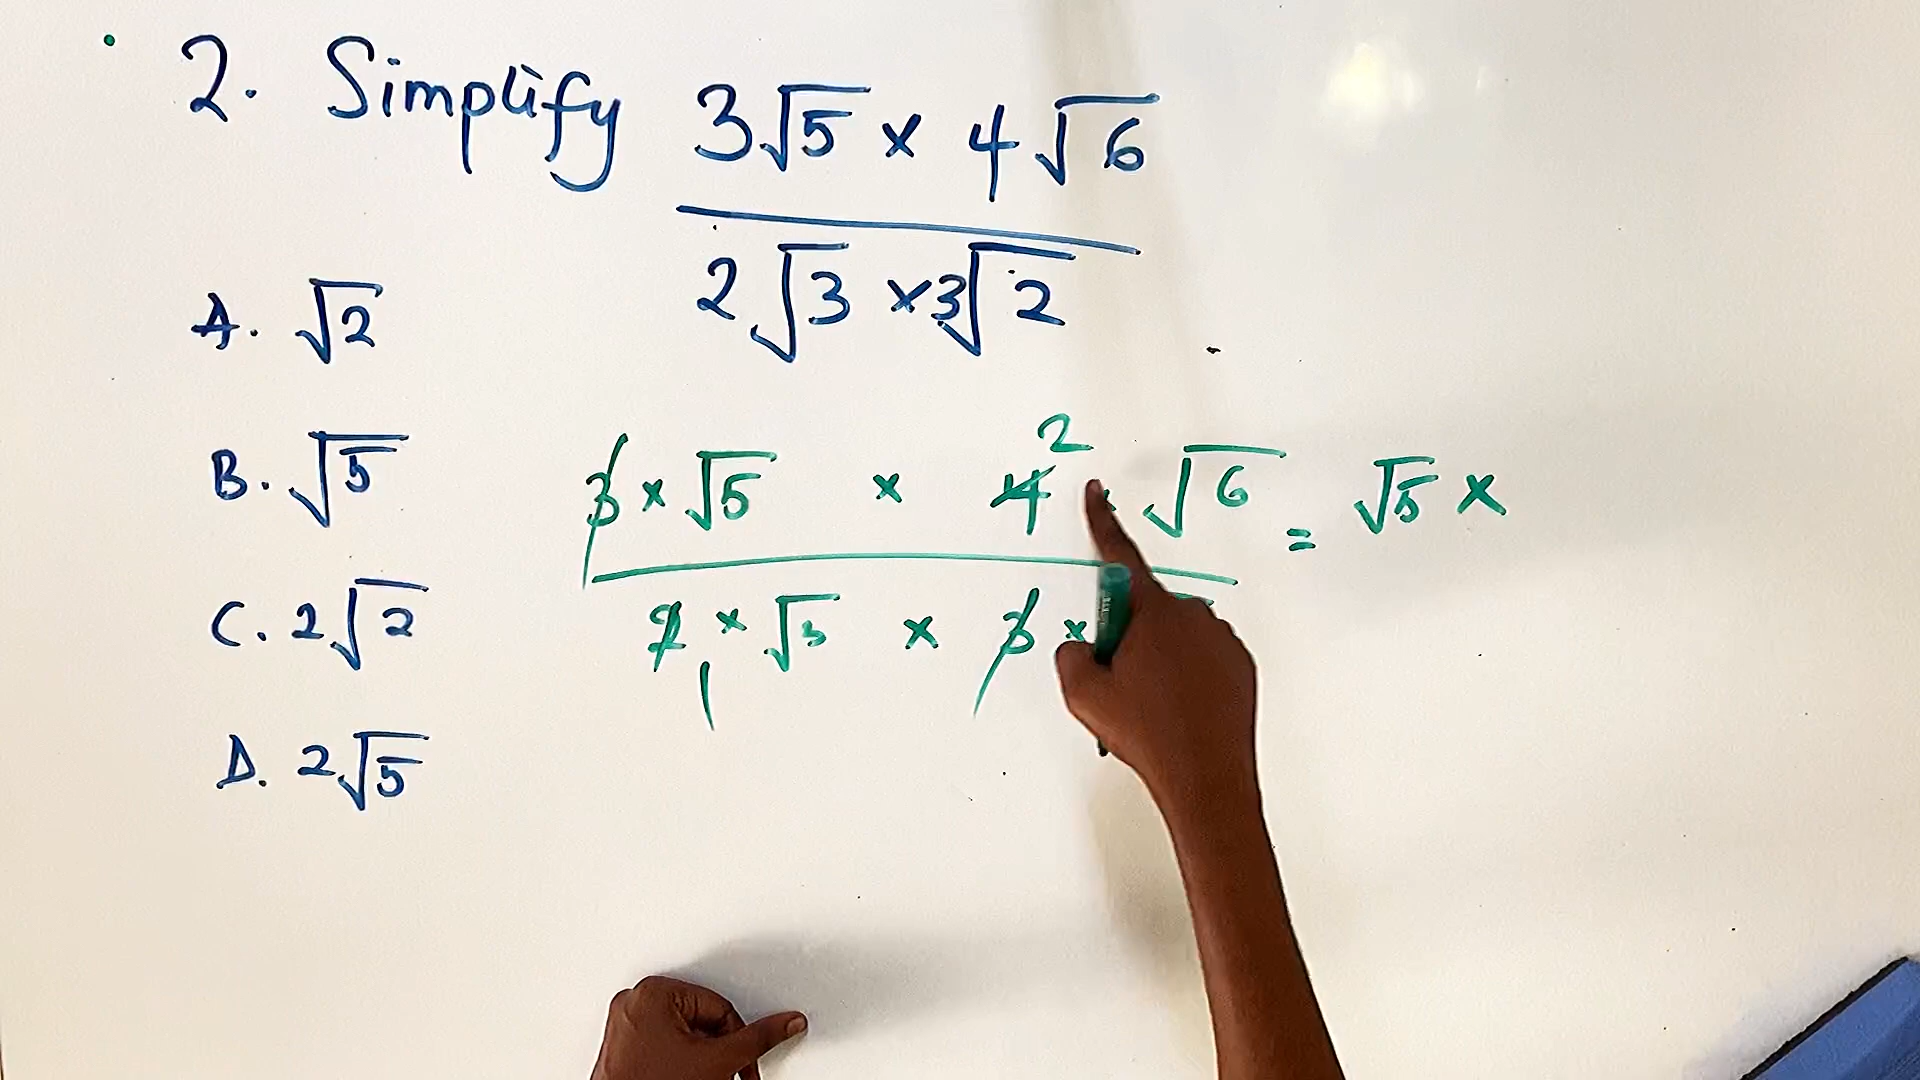 2. Simplify 3√5 × 4√6
2√3 ×3√2
A. √2
B. √5
C. 2√2
D. 2√5
2
3 × √5 × 4 × √6 = √5 ×
2 × √3 × 3 ×
1